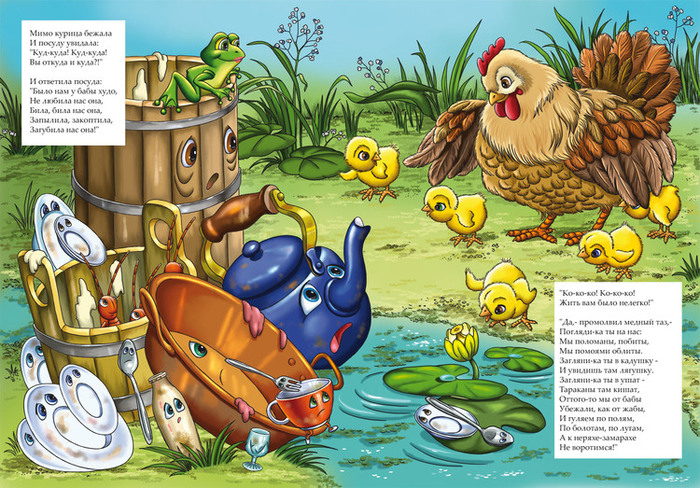 Мимо курица бежала
И посуду увидала:
"Куд-куда! Куд-куда!
Вы откуда и куда?!"

И ответила посуда:
"Было нам у бабы худо,
Не любила нас она,
Била, била нас она,
Запылила, закоптила,
Загубила нас она!"

"Ко-ко-ко! Ко-ко-ко!
Жить вам было нелегко!"

"Да,- промолвил медный таз,-
Погляди-ка ты на нас:
Мы поломаны, побиты,
Мы помоями облиты.
Загляни-ка ты в кадушку -
И увидишь там лягушку.
Загляни-ка ты в ушат -
Тараканы там кишат,
Оттого-то мы от бабы
Убежали, как от жабы,
И гуляем по полям,
По болотам, по лугам,
А к неряхе-замарахе
Не воротимся!"